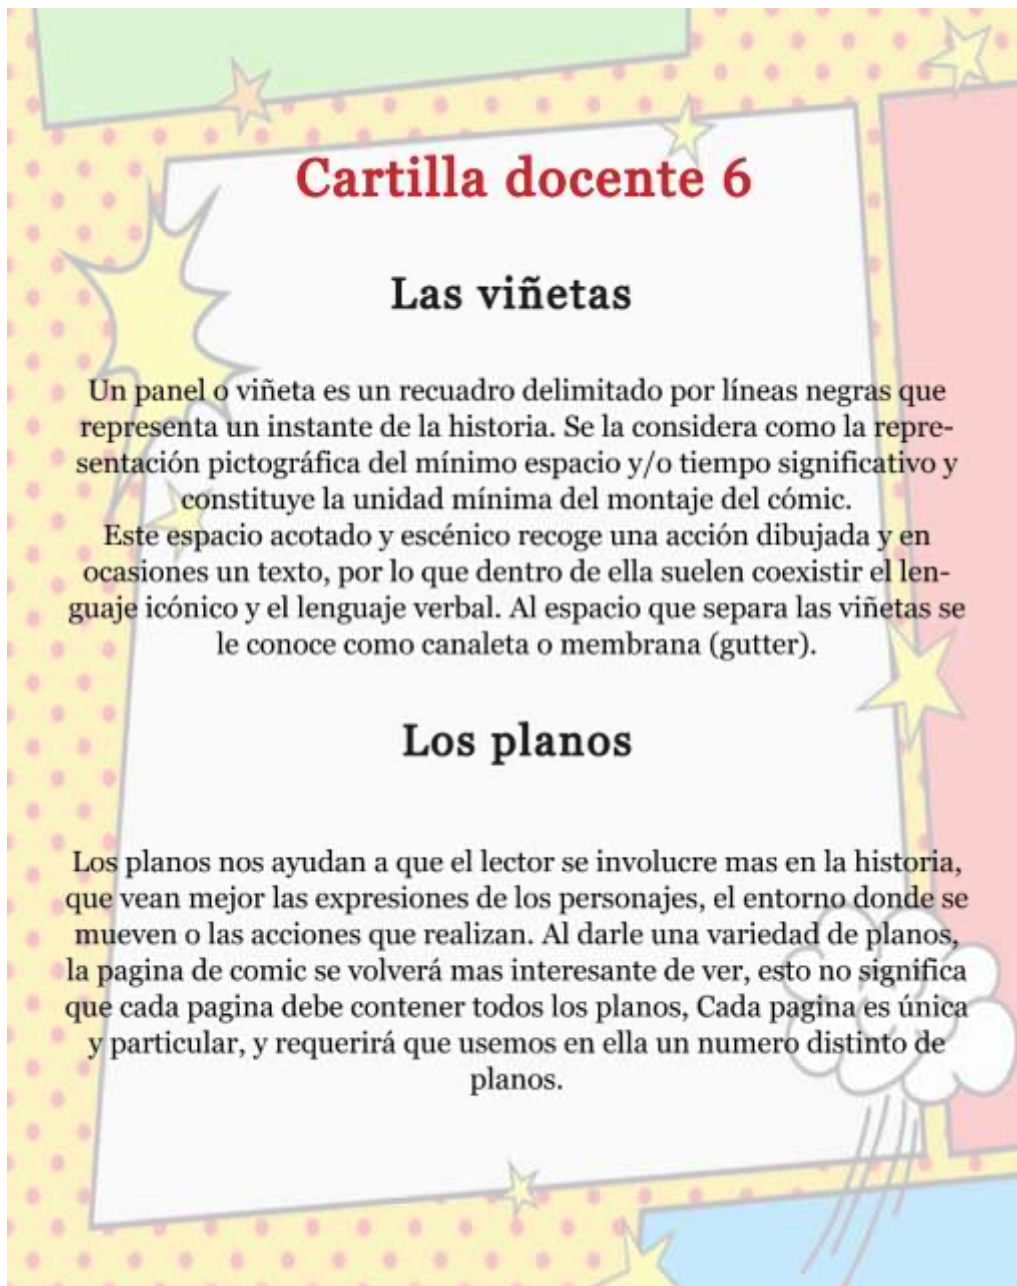 Cartilla docente 6
Las viñetas
Un panel o viñeta es un recuadro delimitado por líneas negras que
representa un instante de la historia. Se la considera como la repre-
sentación pictográfica del mínimo espacio y/o tiempo significativo y
constituye la unidad mínima del montaje del cómic.
Este espacio acotado y escénico recoge una acción dibujada y en
ocasiones un texto, por lo que dentro de ella suelen coexistir el len-
guaje icónico y el lenguaje verbal. Al espacio que separa las viñetas se
le conoce como canaleta o membrana (gutter).
Los planos
Los planos nos ayudan a que el lector se involucre mas en la historia,
que vean mejor las expresiones de los personajes, el entorno donde se
mueven o las acciones que realizan. Al darle una variedad de planos,
la pagina de comic se volverá mas interesante de ver, esto no significa
que cada pagina debe contener todos los planos, Cada pagina es única
y particular, y requerirá que usemos en ella un numero distinto de
planos.